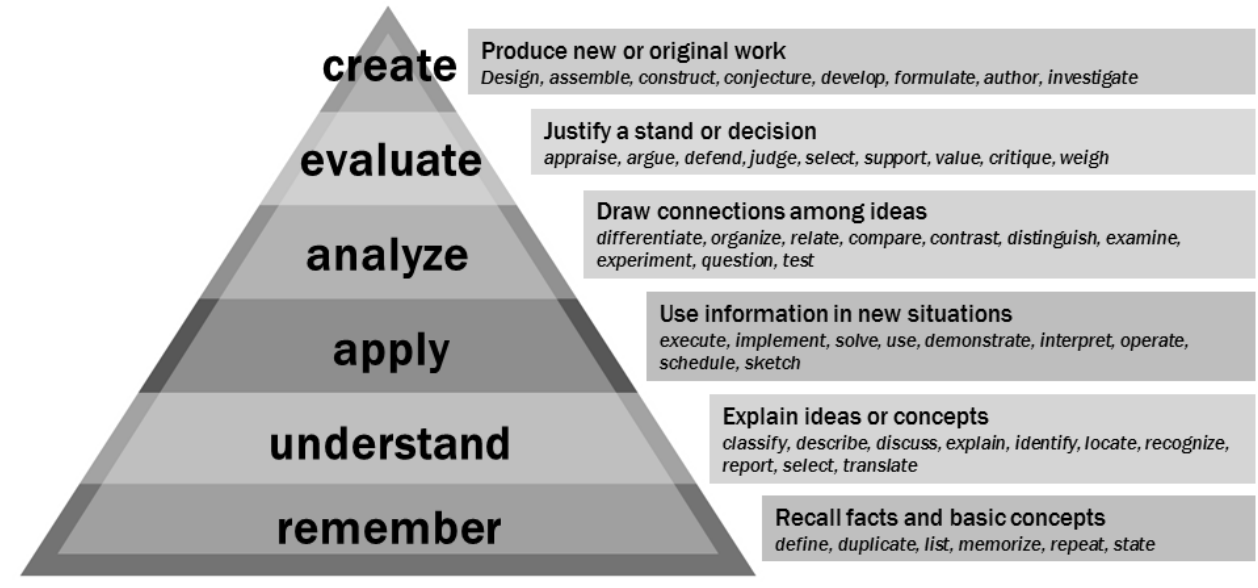 create
Produce new or original work
Design, assemble, construct, conjecture, develop, formulate, author, investigate
evaluate
Justify a stand or decision
appraise, argue, defend, judge, select, support, value, critique, weigh
analyze
Draw connections among ideas
differentiate, organize, relate, compare, contrast, distinguish, examine,
experiment, question, test
apply
Use information in new situations
execute, implement, solve, use, demonstrate, interpret, operate,
schedule, sketch
understand
Explain ideas or concepts
classify, describe, discuss, explain, identify, locate, recognize,
report, select, translate
remember
Recall facts and basic concepts
define, duplicate, list, memorize, repeat, state